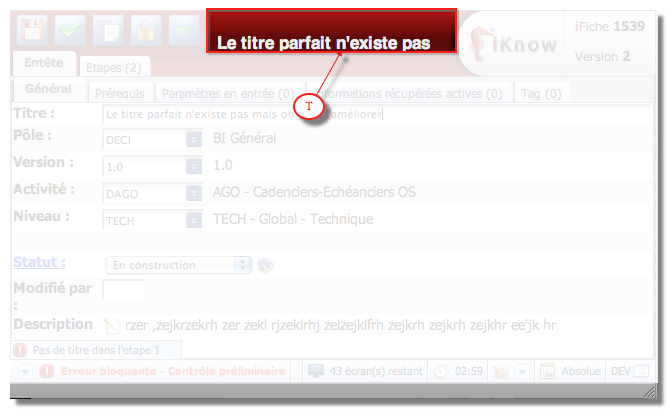 Le titre parfait n'existe pas
iKnow
iFiche 1539
Version 2
Entête
Etapes (2)
Général
Prérequis
Paramètres en entrée (0)
formations récupérées actives (0)
Tag (0)
T
Titre :
Le titre parfait n'existe pas mais on améliorer
Pôle :
DECI
BI Général
Version :
1.0
1.0
Activité :
DAGO
AGO - Cadenciers-Echéanciers OS
Niveau :
TECH
TECH - Global - Technique
Statut :
En construction
Modifié par
:
Description
rzer ,zejkrzekrh zer zekl rjzeklrhj zelzejklfrh zejkrh zejkrh zejkhr ee'jk hr
Pas de titre dans l'etape 1
Erreur bloquante - Contrôle préliminaire
43 écran(s) restant
02:59
Absolue
DEV